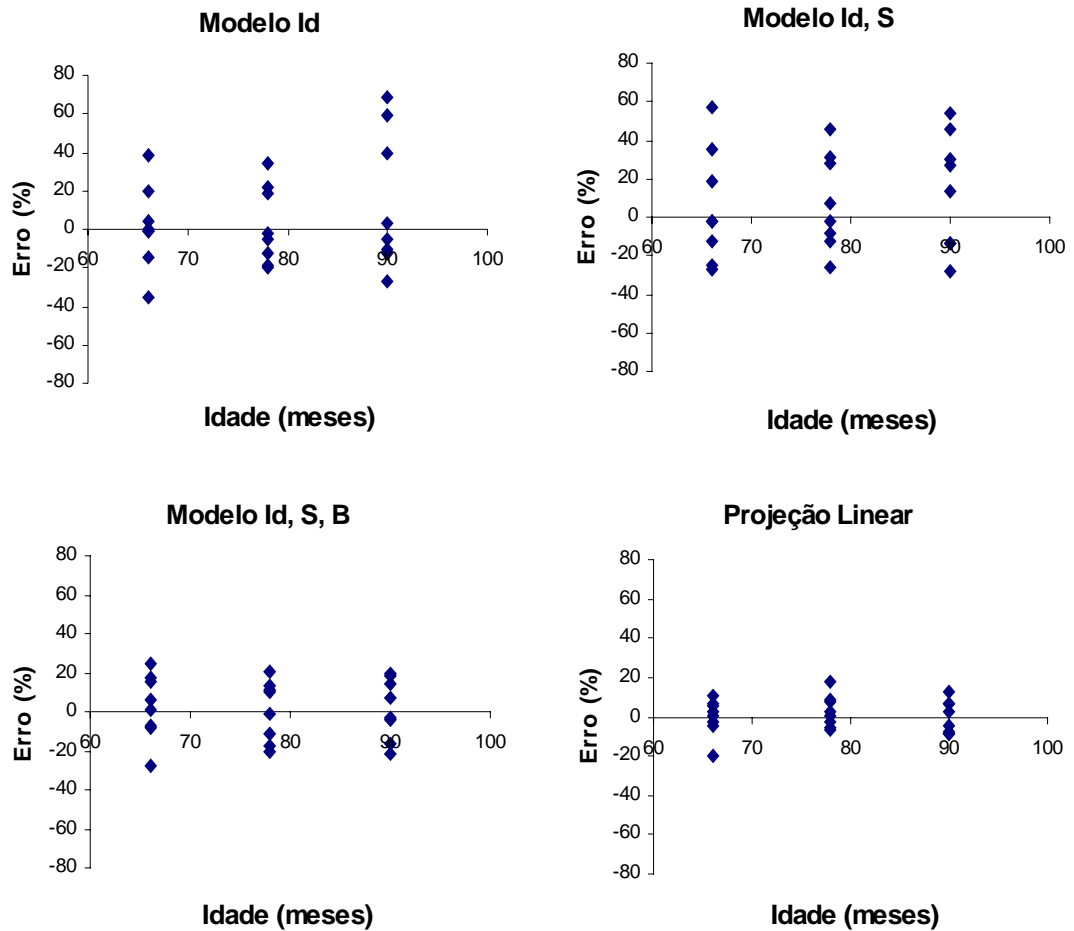 Modelo Id
80
60
40
20
0
-20
-40
-60
-80
60 70 80 90 100
Erro (%)
Idade (meses)
Modelo Id, S
80
60
40
20
0
-20
-40
-60
-80
60 70 80 90 100
Erro (%)
Idade (meses)
Modelo Id, S, B
80
60
40
20
0
-20
-40
-60
-80
60 70 80 90 100
Erro (%)
Idade (meses)
Projeção Linear
80
60
40
20
0
-20
-40
-60
-80
60 70 80 90 100
Erro (%)
Idade (meses)